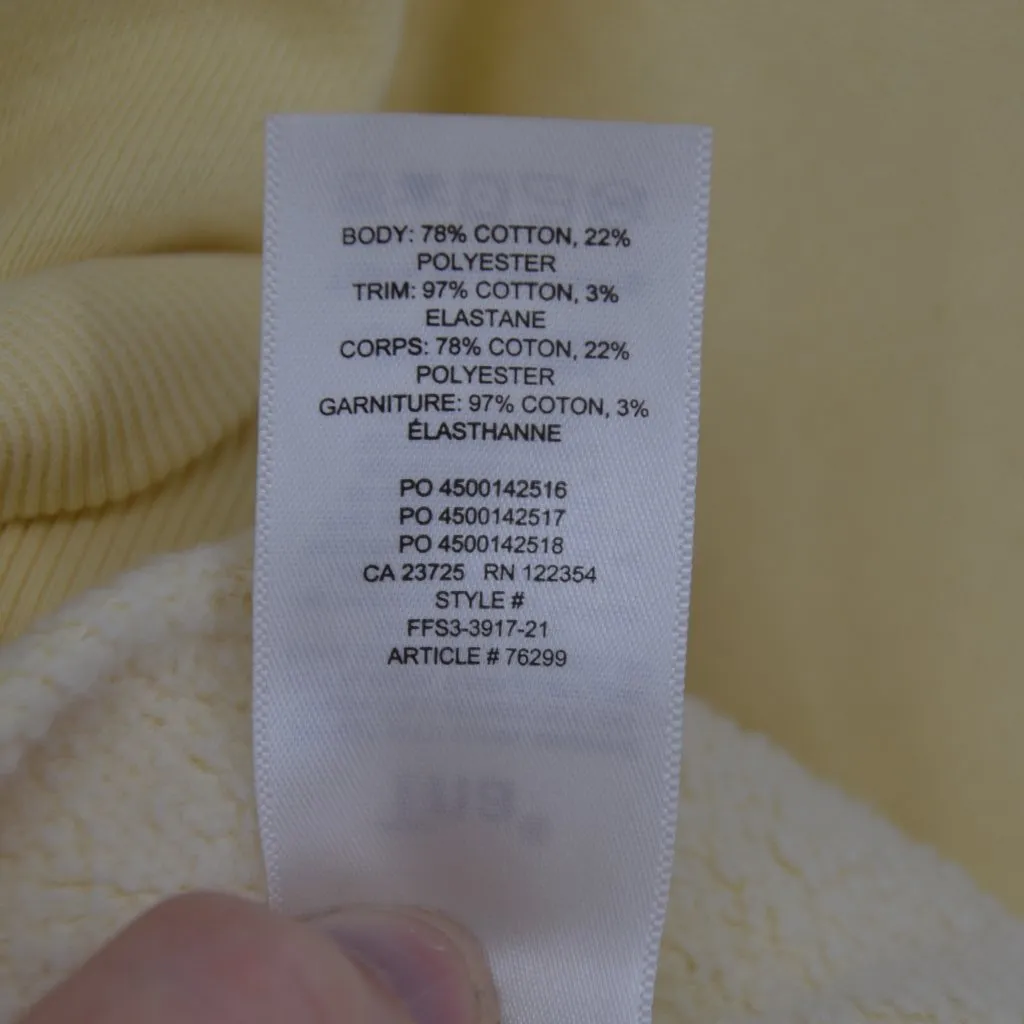 BODY: 78% COTTON, 22%
POLYESTER
TRIM: 97% COTTON, 3%
ELASTANE
CORPS: 78% COTON, 22%
POLYESTER
GARNITURE: 97% COTON, 3%
ÉLASTHANNE
PO 4500142516
PO 4500142517
PO 4500142518
CA 23725 RN 122354
STYLE #
FFS3-3917-21
ARTICLE # 76299